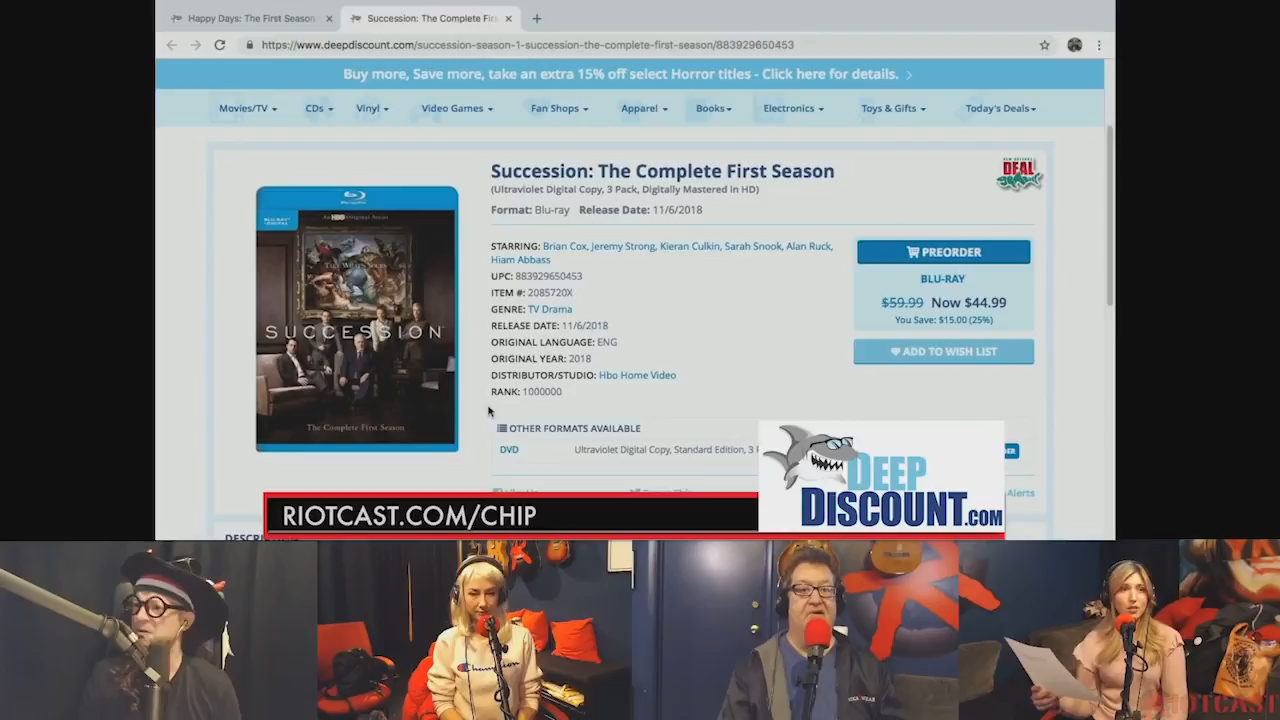 Happy Days: The First Season
Succession: The Complete Fir
https://www.deepdiscount.com/succession-season-1-succession-the-complete-first-season/883929650453
Buy more, Save more, take an extra 15% off select Horror titles - Click here for details.
Movies/TV CDs Vinyl Video Games Fan Shops Apparel Books Electronics Toys & Gifts Today's Deals
Succession: The Complete First Season
(Ultraviolet Digital Copy, 3 Pack, Digitally Mastered in HD)
Format: Blu-ray Release Date: 11/6/2018
DEAL
STARRING: Brian Cox, Jeremy Strong, Kieran Culkin, Sarah Snook, Alan Ruck,
Hiam Abbass
UPC: 883929650453
ITEM #: 2085720X
GENRE: TV Drama
RELEASE DATE: 11/6/2018
ORIGINAL LANGUAGE: ENG
ORIGINAL YEAR: 2018
DISTRIBUTOR/STUDIO: Hbo Home Video
RANK: 1000000
PREORDER
BLU-RAY
$59.99 Now $44.99
You Save: $15.00 (25%)
ADD TO WISH LIST
An HBO Original Series
SUCCESSION
The Complete First Season
OTHER FORMATS AVAILABLE
DVD Ultraviolet Digital Copy, Standard Edition, 3
Alerts
DEEP
DISCOUNT.COM
RIOTCAST.COM/CHIP
Champion
RIOTCAST